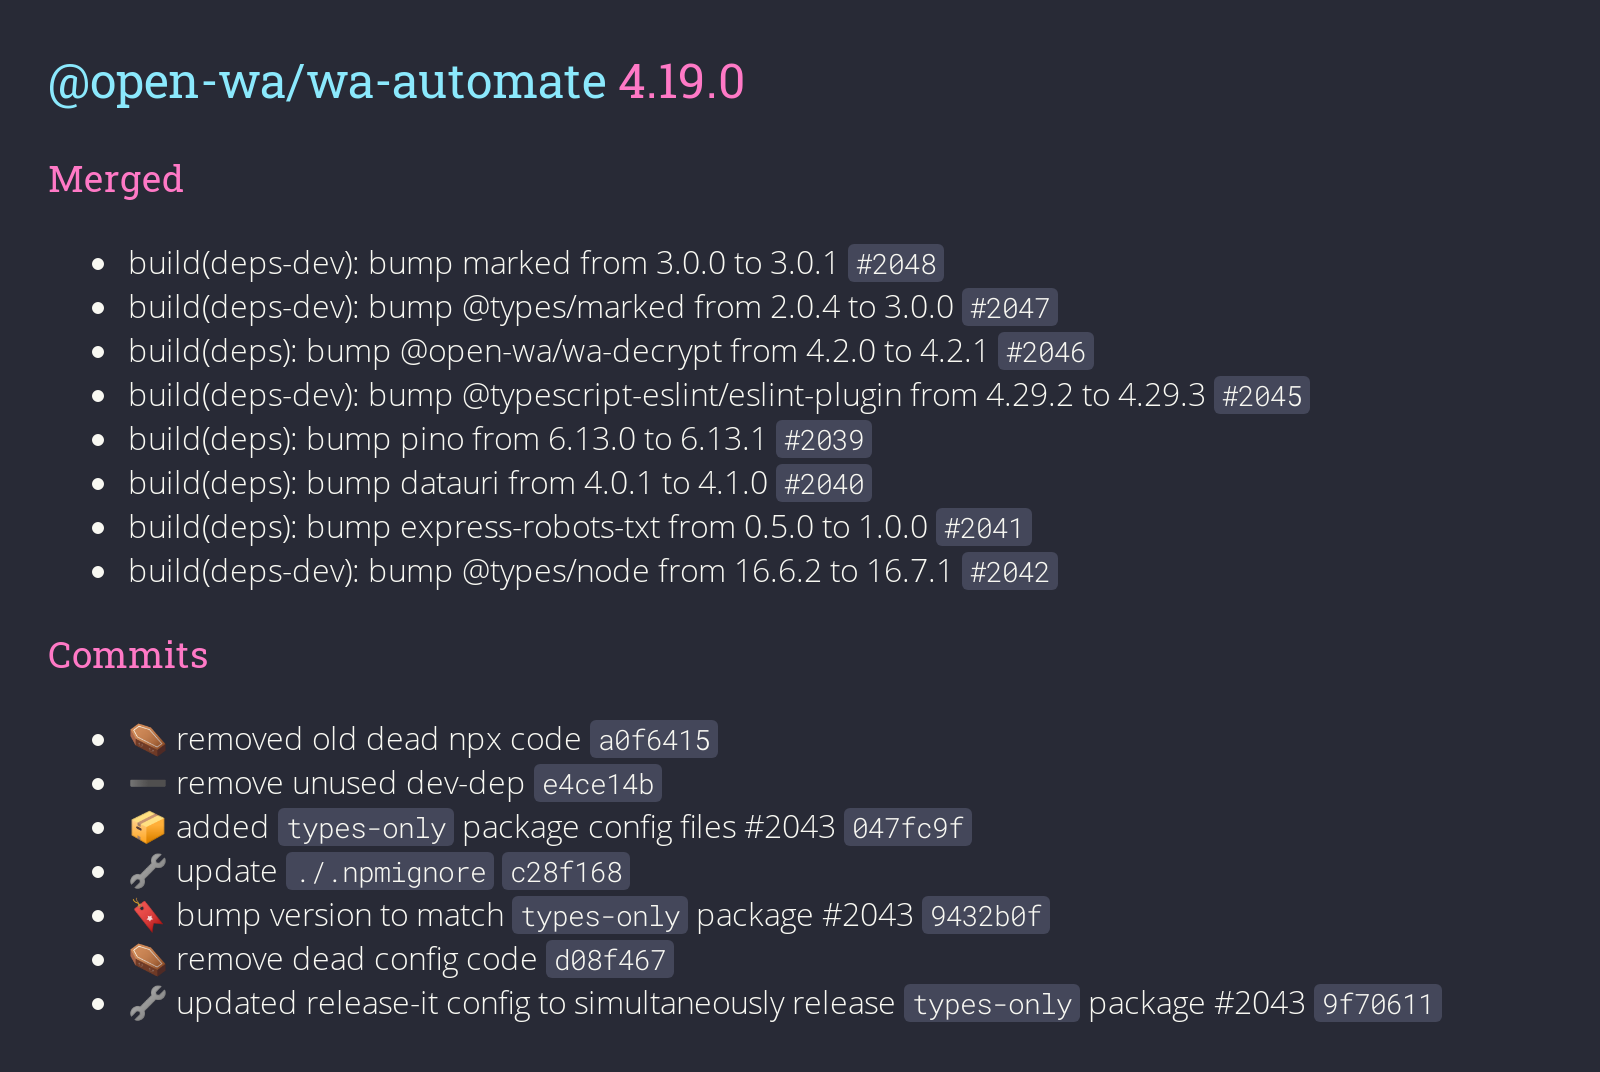 @open-wa/wa-automate 4.19.0
Merged
build(deps-dev): bump marked from 3.0.0 to 3.0.1 #2048
build(deps-dev): bump @types/marked from 2.0.4 to 3.0.0 #2047
build(deps): bump @open-wa/wa-decrypt from 4.2.0 to 4.2.1 #2046
build(deps-dev): bump @typescript-eslint/eslint-plugin from 4.29.2 to 4.29.3 #2045
build(deps): bump pino from 6.13.0 to 6.13.1 #2039
build(deps): bump datauri from 4.0.1 to 4.1.0 #2040
build(deps): bump express-robots-txt from 0.5.0 to 1.0.0 #2041
build(deps-dev): bump @types/node from 16.6.2 to 16.7.1 #2042
Commits
⚰️ removed old dead npx code a0f6415
➖ remove unused dev-dep e4ce14b
📦 added types-only package config files #2043 047fc9f
🔧 update ./.npmignore c28f168
🔖 bump version to match types-only package #2043 9432b0f
⚰️ remove dead config code d08f467
🔧 updated release-it config to simultaneously release types-only package #2043 9f70611